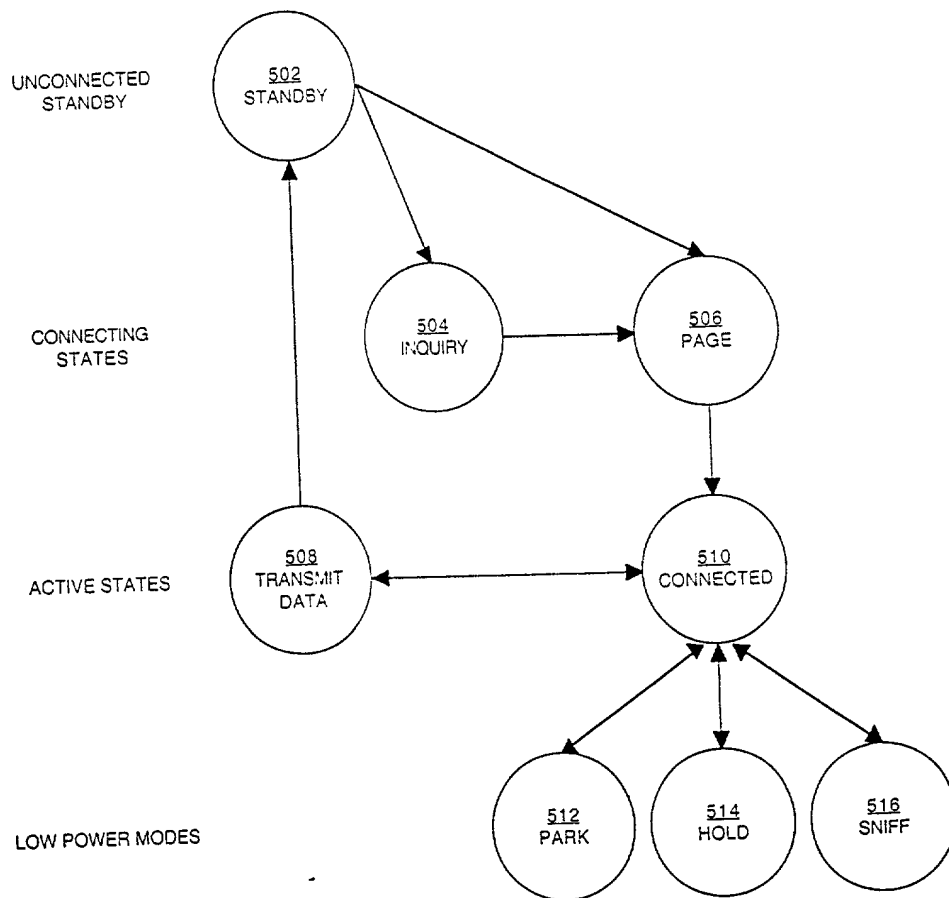 UNCONNECTED
STANDBY
502
STANDBY
CONNECTING
STATES
504
INQUIRY
506
PAGE
ACTIVE STATES
508
TRANSMIT
DATA
510
CONNECTED
LOW POWER MODES
512
PARK
514
HOLD
516
SNIFF